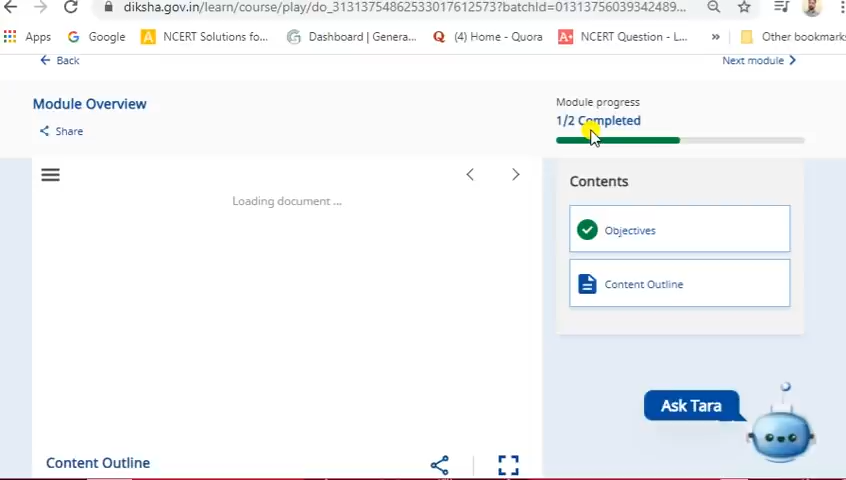 diksha.gov.in/learn/course/play/do_31313754862533017612573?batchId=01313756039342489...
Apps Google NCERT Solutions fo... Dashboard | Genera... (4) Home - Quora NCERT Question - L... » Other bookmarks
Back
Next module
Module Overview
Share
Module progress
1/2 Completed
Loading document ...
Contents
Objectives
Content Outline
Ask Tara
Content Outline